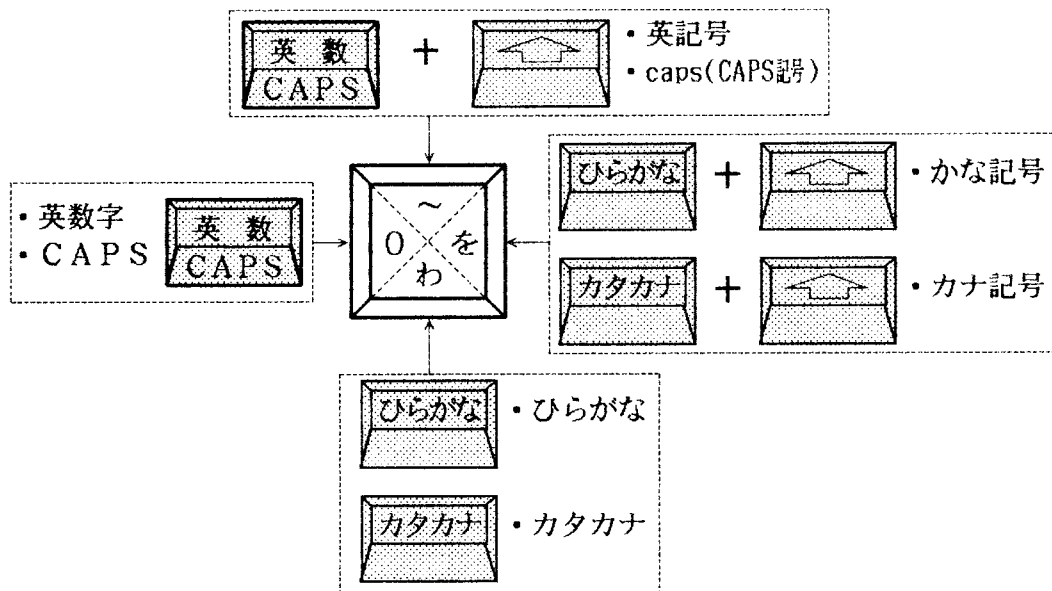 英 数
CAPS
+
・英記号
・caps(CAPS記号)
・英数字
・CAPS
英 数
CAPS
～
0
を
わ
ひらがな
+
・かな記号
カタカナ
+
・カナ記号
ひらがな
・ひらがな
カタカナ
・カタカナ